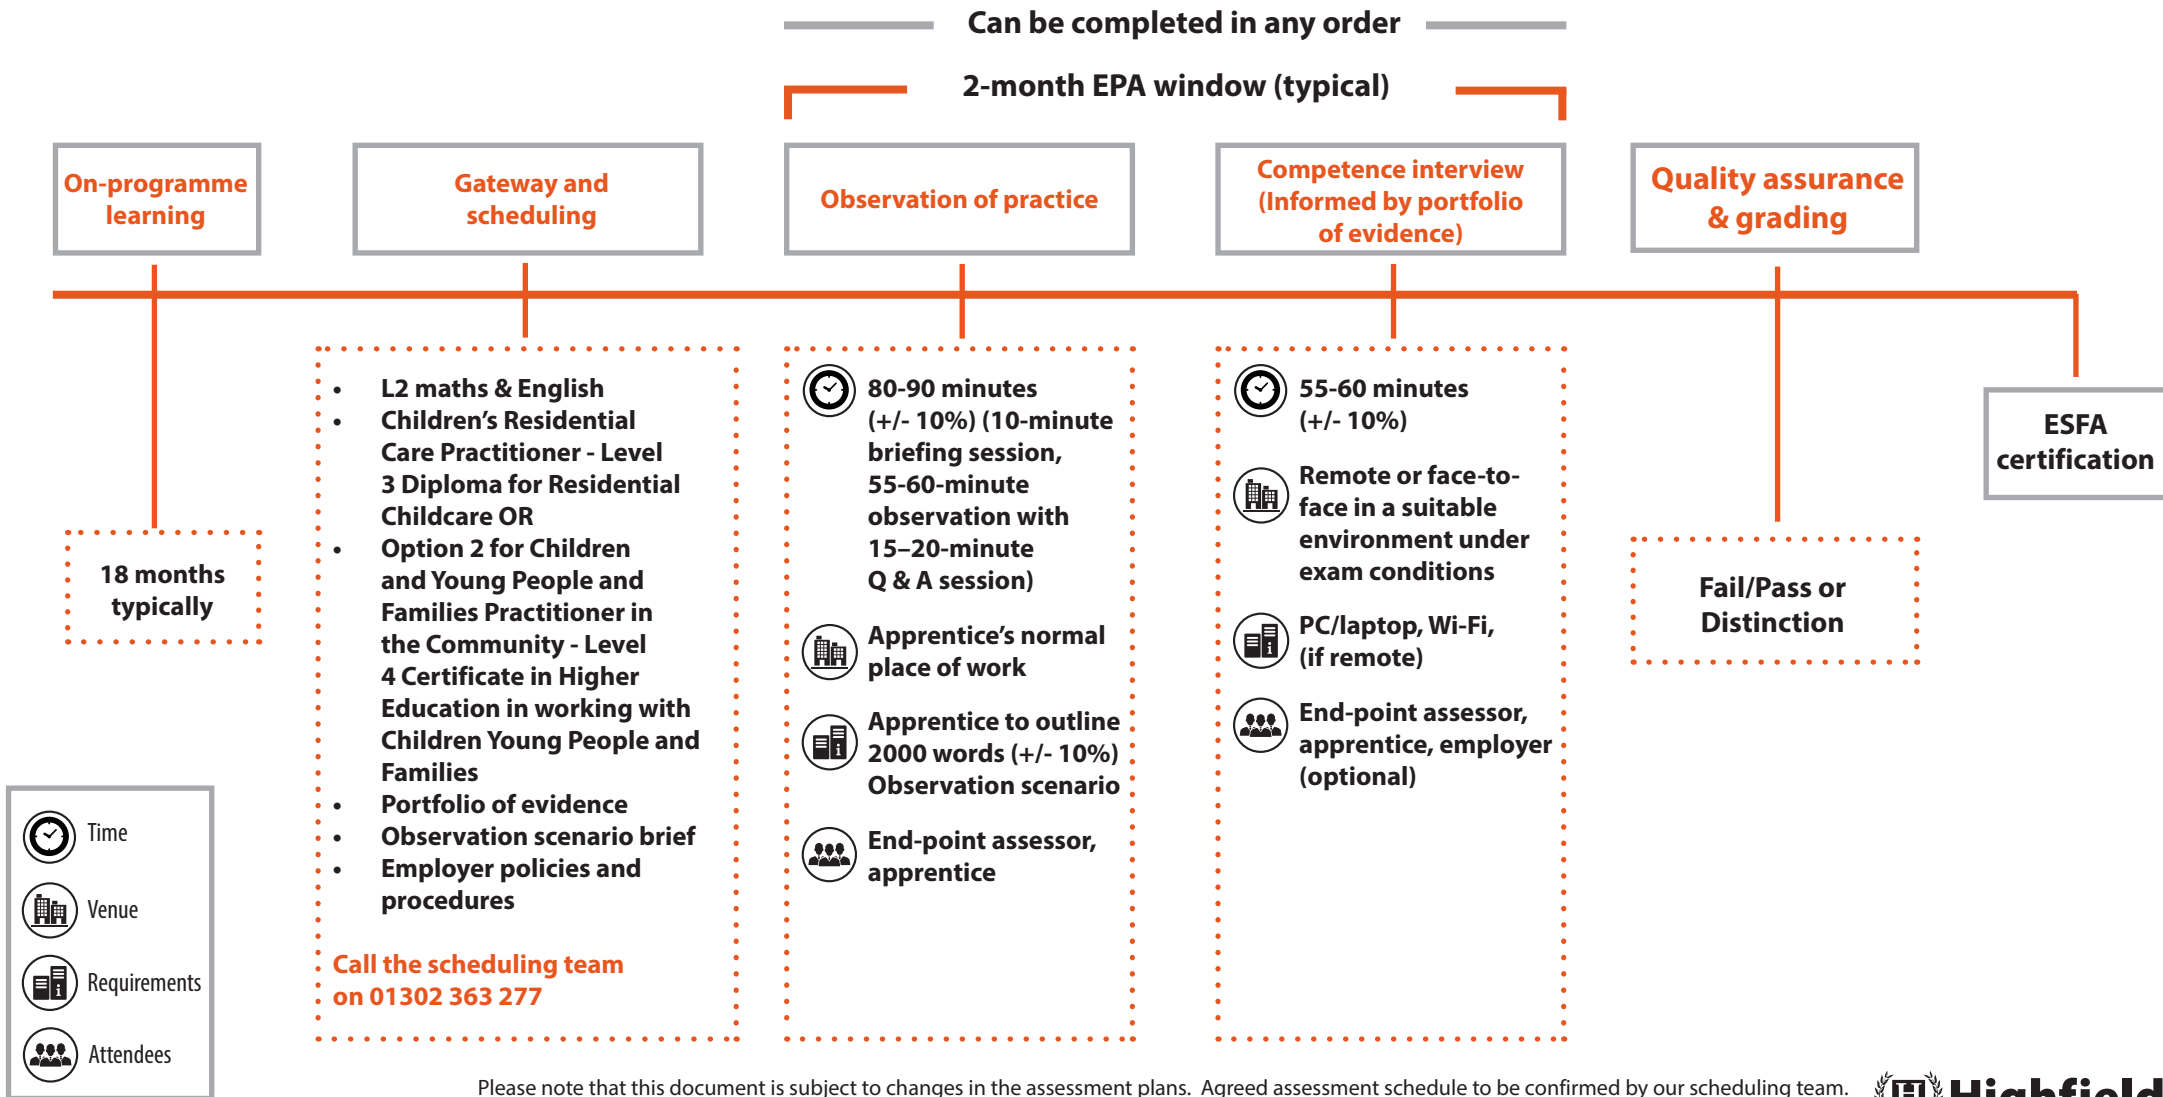 Can be completed in any order
2-month EPA window (typical)
On-programme
learning
Gateway and
scheduling
Observation of practice
Competence interview
(Informed by portfolio
of evidence)
Quality assurance
& grading
18 months
typically
• L2 maths & English
• Children’s Residential
Care Practitioner - Level
3 Diploma for Residential
Childcare OR
• Option 2 for Children
and Young People and
Families Practitioner in
the Community - Level
4 Certificate in Higher
Education in working with
Children Young People and
Families
• Portfolio of evidence
• Observation scenario brief
• Employer policies and
procedures
Call the scheduling team
on 01302 363 277
80-90 minutes
(+/- 10%) (10-minute
briefing session,
55-60-minute
observation with
15–20-minute
Q & A session)
Apprentice’s normal
place of work
Apprentice to outline
2000 words (+/- 10%)
Observation scenario
End-point assessor,
apprentice
55-60 minutes
(+/- 10%)
Remote or face-to-
face in a suitable
environment under
exam conditions
PC/laptop, Wi-Fi,
(if remote)
End-point assessor,
apprentice, employer
(optional)
Fail/Pass or
Distinction
ESFA
certification
Time
Venue
Requirements
Attendees
Please note that this document is subject to changes in the assessment plans. Agreed assessment schedule to be confirmed by our scheduling team.
H Highfield